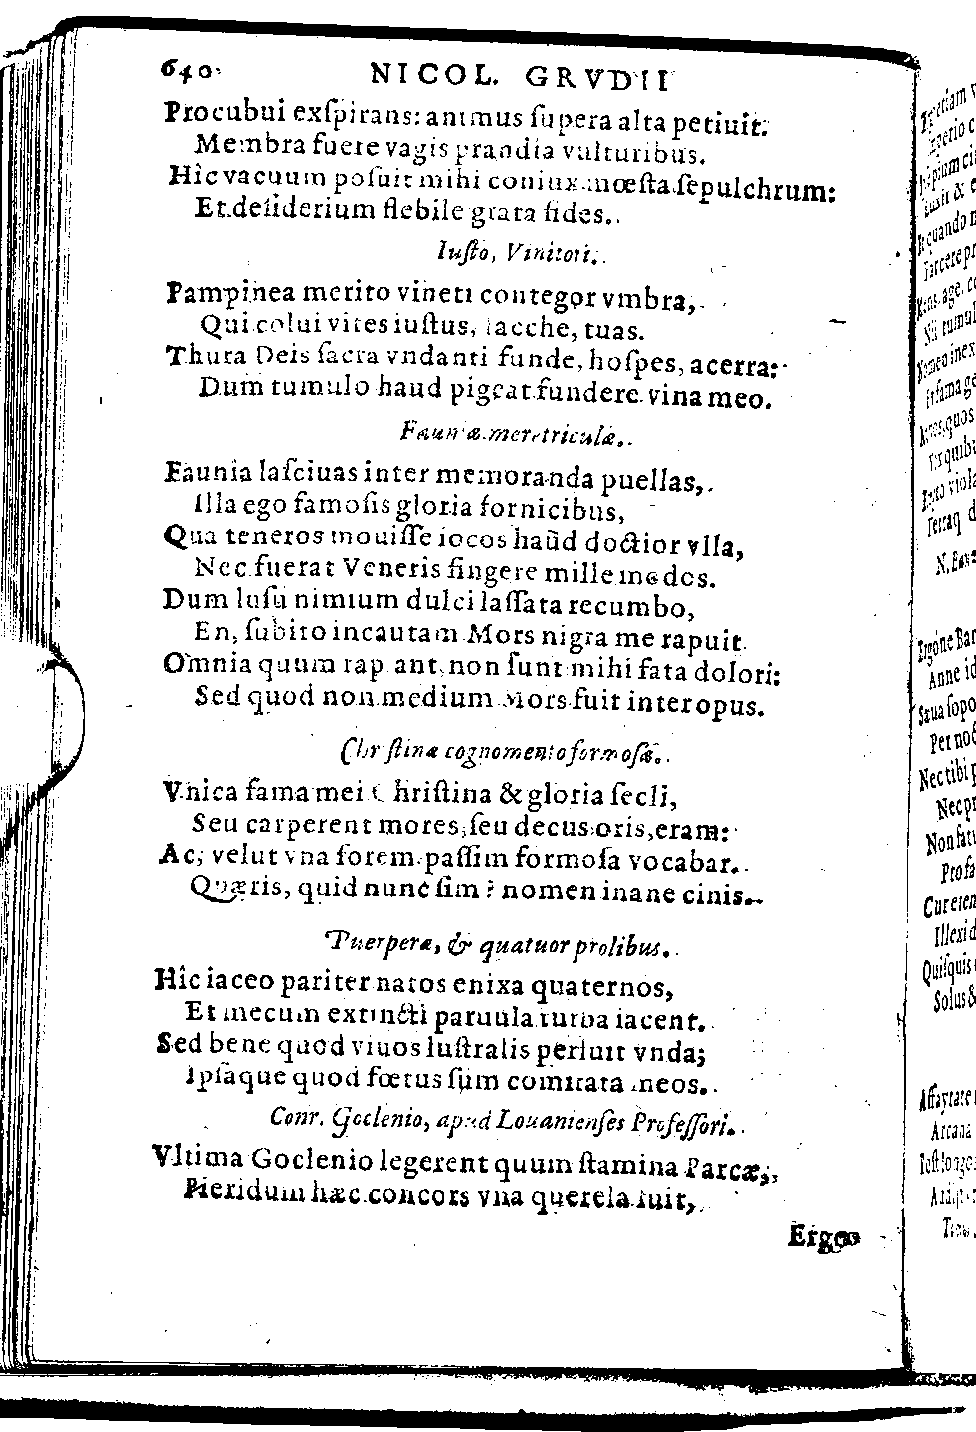 640 NICOL. GRVDII
Procubui exſpirans: animus ſupera alta petiuit:
Membra fuere vagis prandia vulturibus.
Hîc vacuum poſuit mihi coniux mœſta ſepulchrum:
Et deſiderium flebile grata fides.
Iuſto, Vinitori.
Pampinea merito vineti contegor vmbra,
Qui colui vites iuſtus, iacche, tuas.
Thura Deis ſacra vndanti funde, hoſpes, acerra:
Dum tumulo haud pigeat fundere vina meo.
Fauniæ meretriculæ.
Faunia laſciuas inter memoranda puellas,
Illa ego famoſis gloria fornicibus,
Qua teneros mouiſſe iocos haud doctior vlla,
Nec fuerat Veneris fingere mille modos.
Dum luſu nimium dulci laſſata recumbo,
En, ſubito incautam Mors nigra me rapuit.
Omnia quum rapiant, non ſunt mihi fata dolori:
Sed quod non medium Mors fuit inter opus.
Chriſtinæ cognomento formoſæ.
Vnica fama mei Chriſtina & gloria ſecli,
Seu carperent mores, ſeu decus oris, eram:
Ac, velut vna forem, paſſim formoſa vocabar.
Quæris, quid nunc ſim? nomen inane cinis.
Puerperæ, & quatuor prolibus.
Hîc iaceo pariter natos enixa quaternos,
Et mecum extincti paruula turba iacent.
Sed bene quod viuos luſtralis perluit vnda;
Ipſaque quod fœtus ſum comitata meos.
Conr. Goclenio, apud Louanienſes Profeſſori.
Vltima Goclenio legerent quum ſtamina Parcæ,
Pieridum hæc concors vna querela fuit,
Ergo